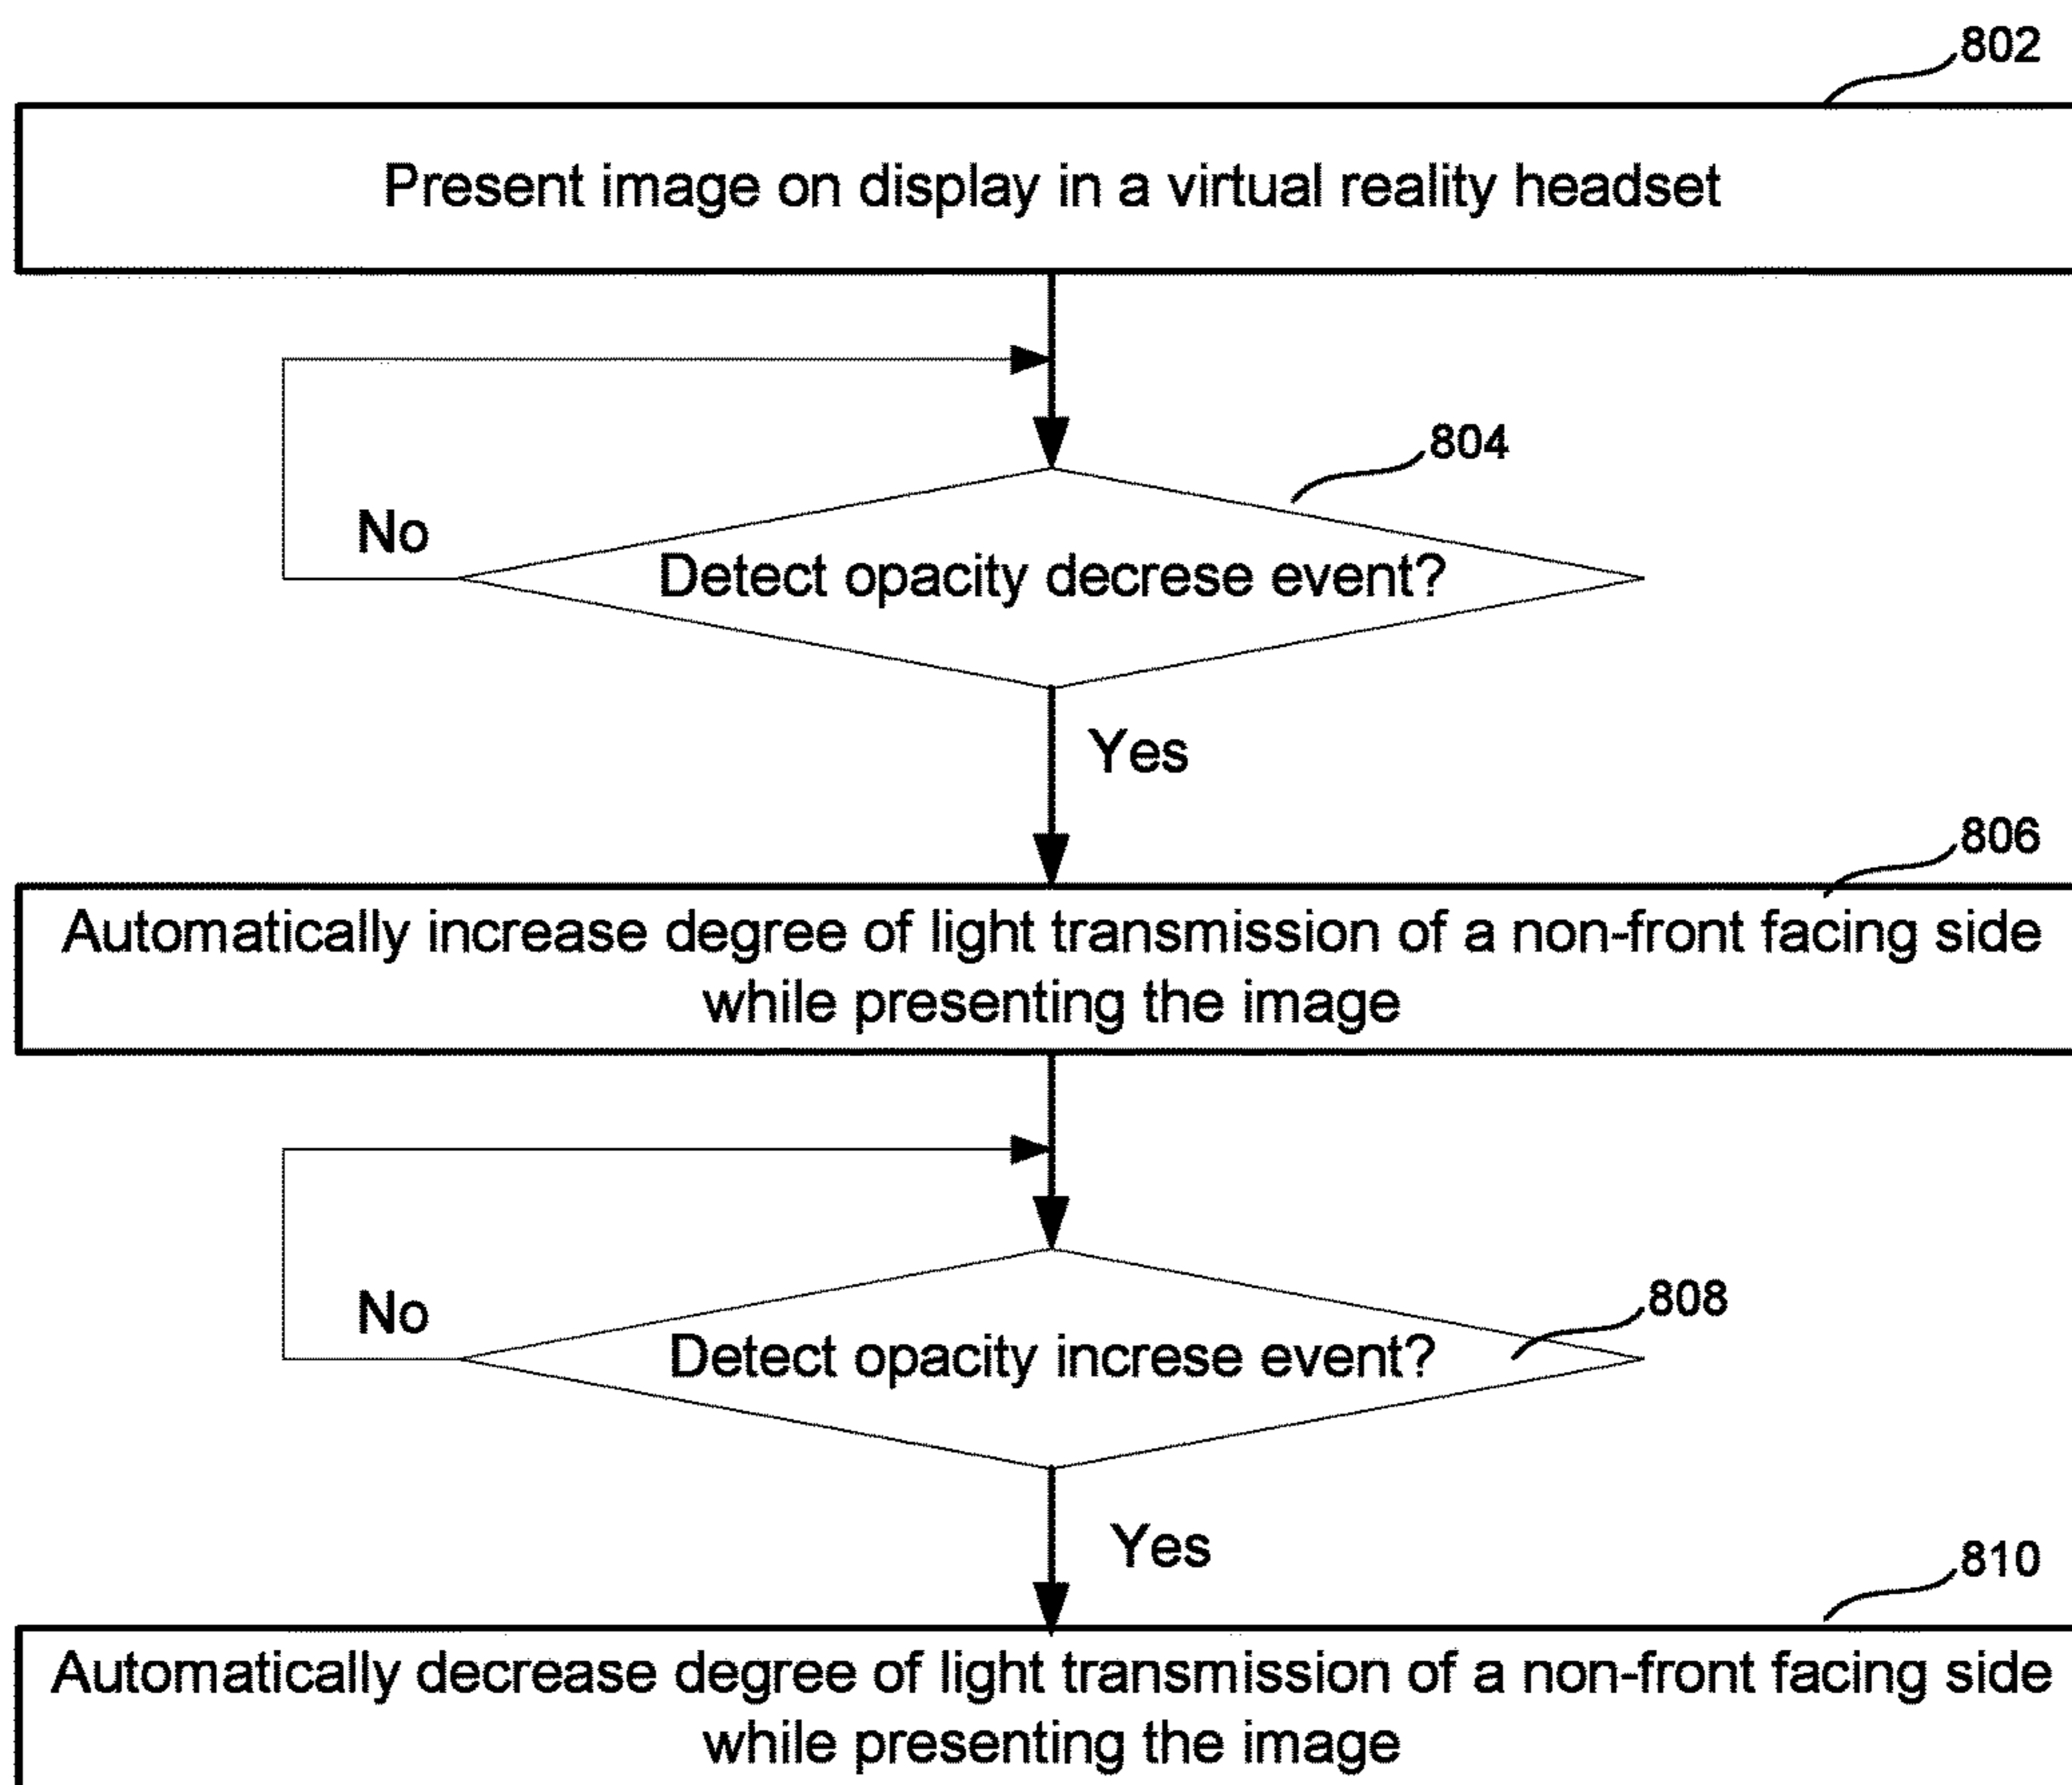 802
Present image on display in a virtual reality headset
804
No
Detect opacity decrese event?
Yes
806
Automatically increase degree of light transmission of a non-front facing side
while presenting the image
808
No
Detect opacity increse event?
Yes
810
Automatically decrease degree of light transmission of a non-front facing side
while presenting the image